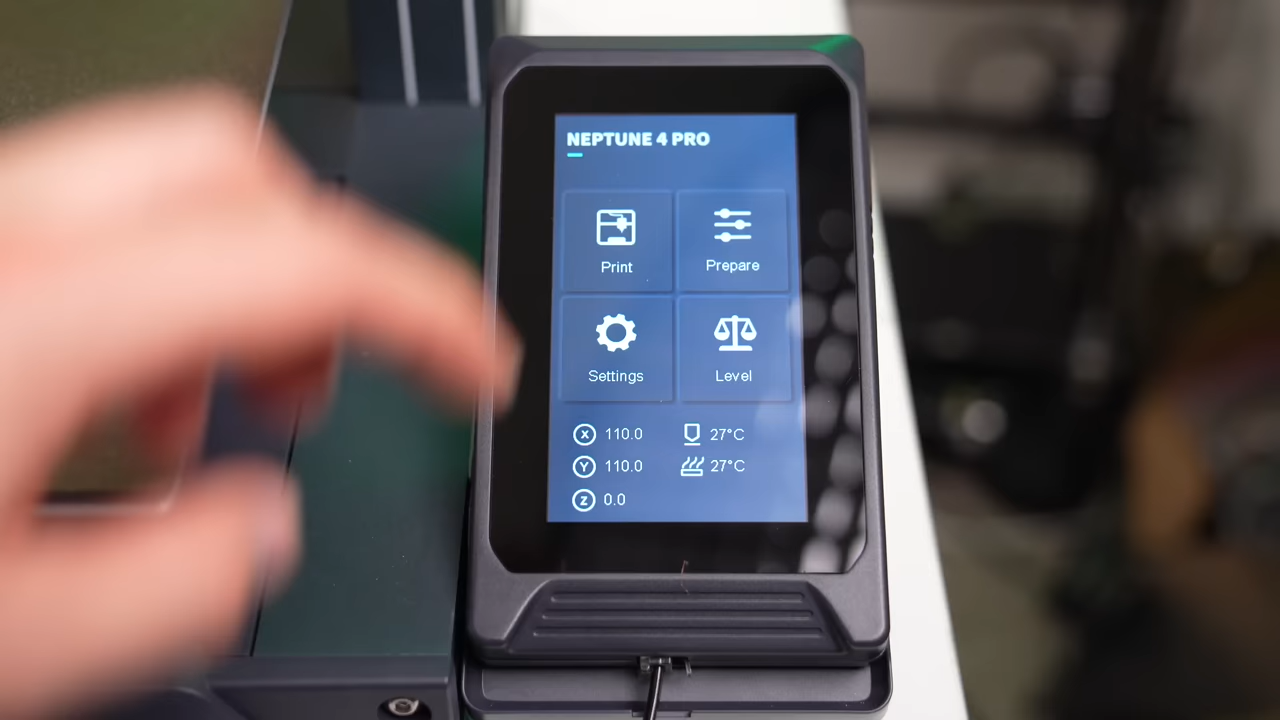 NEPTUNE 4 PRO
Print Prepare
Settings Level
X 110.0 27°C
Y 110.0 27°C
Z 0.0